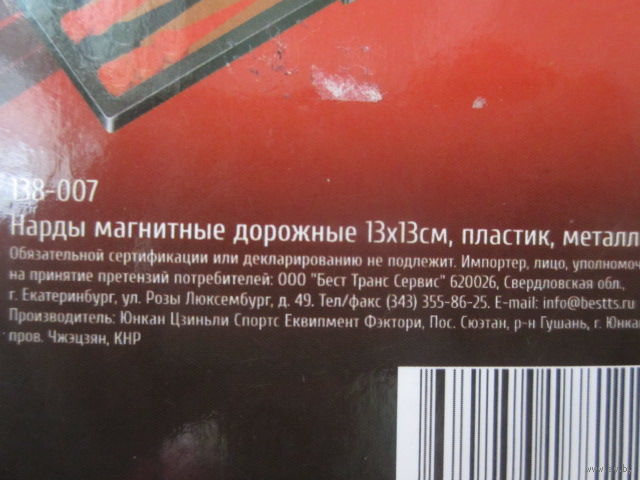 138-007
Нарды магнитные дорожные 13х13см, пластик, металл
Обязательной сертификации или декларированию не подлежит. Импортер, лицо, уполномоч
на принятие претензий потребителей: ООО "Бест Транс Сервис" 620026, Свердловская обл.,
г. Екатеринбург, ул. Розы Люксембург, д. 49. Тел/факс (343) 355-86-25. E-mail: info@bestts.ru
Производитель: Юнкан Цзиньли Спортс Еквипмент Фэктори, Пос. Сюэтан, р-н Гушань, г. Юнка
пров. Чжэцзян, КНР